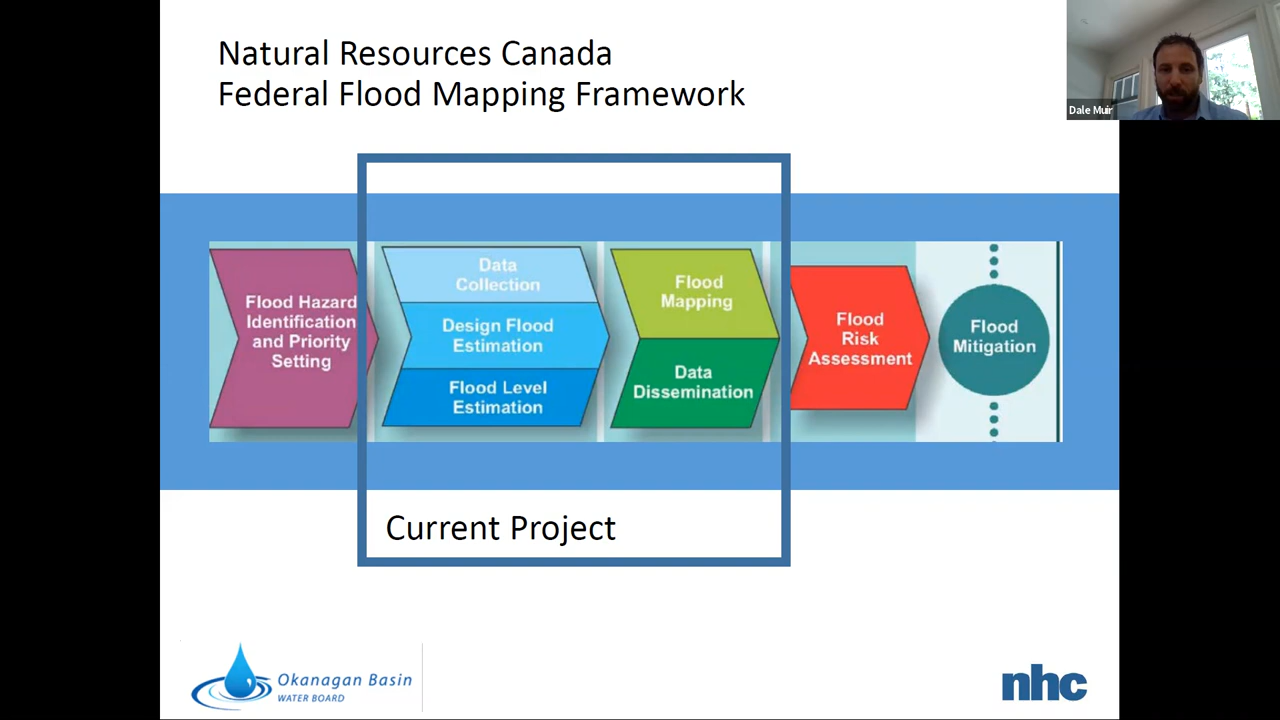 Natural Resources Canada
Federal Flood Mapping Framework
Dale Muir
Flood Hazard
Identification
and Priority
Setting
Data
Collection
Design Flood
Estimation
Flood Level
Estimation
Flood
Mapping
Data
Dissemination
Flood
Risk
Assessment
Flood
Mitigation
Current Project
Okanagan Basin
WATER BOARD
nhc